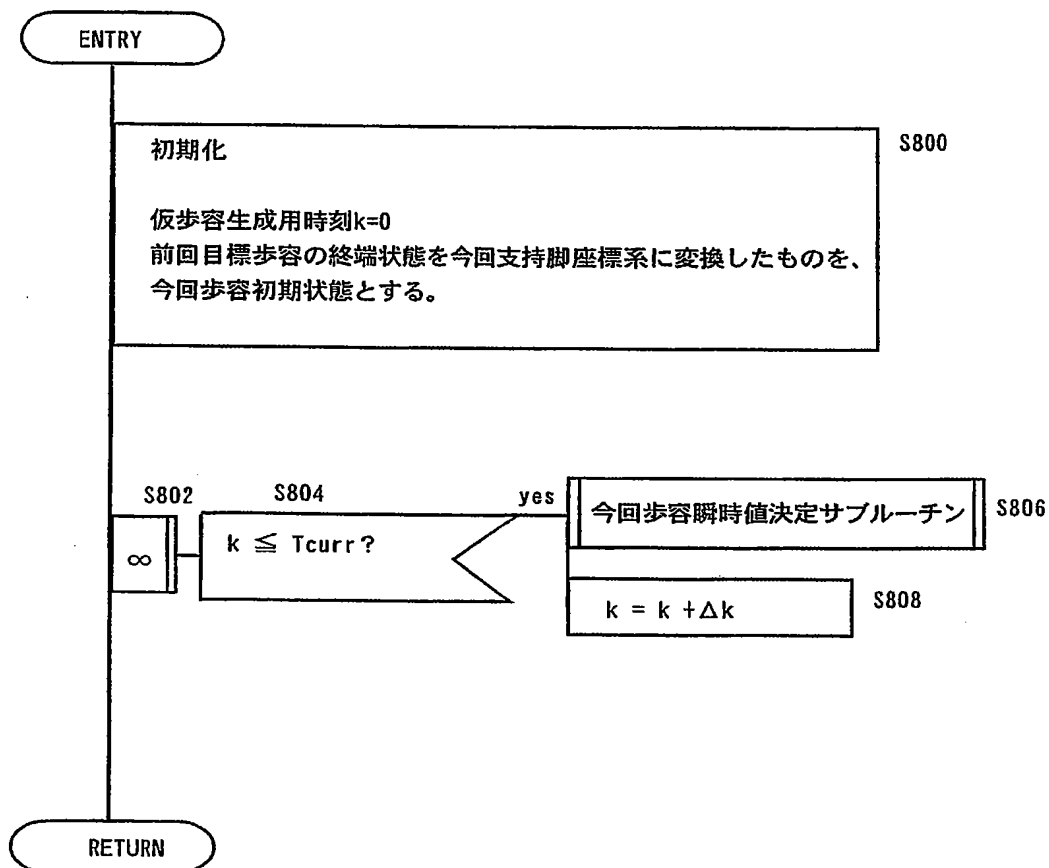 ENTRY
S800
初期化
仮歩容生成用時刻k=0
前回目標歩容の終端状態を今回支持脚座標系に変換したものを、
今回歩容初期状態とする。
S802
S804
yes
∞
k ≦ Tcurr?
今回歩容瞬時値決定サブルーチン
S806
k = k +Δk
S808
RETURN